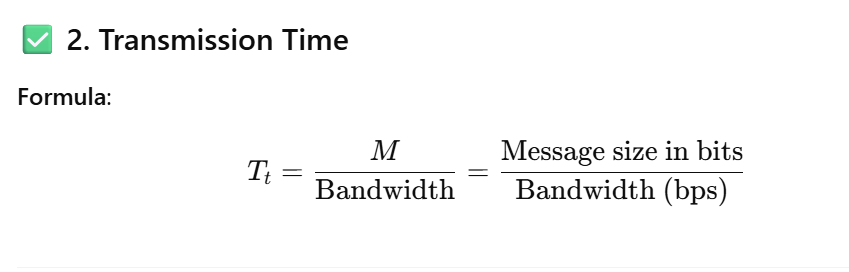 ✅ 2. Transmission Time
Formula:
T_t = M / Bandwidth = Message size in bits / Bandwidth (bps)